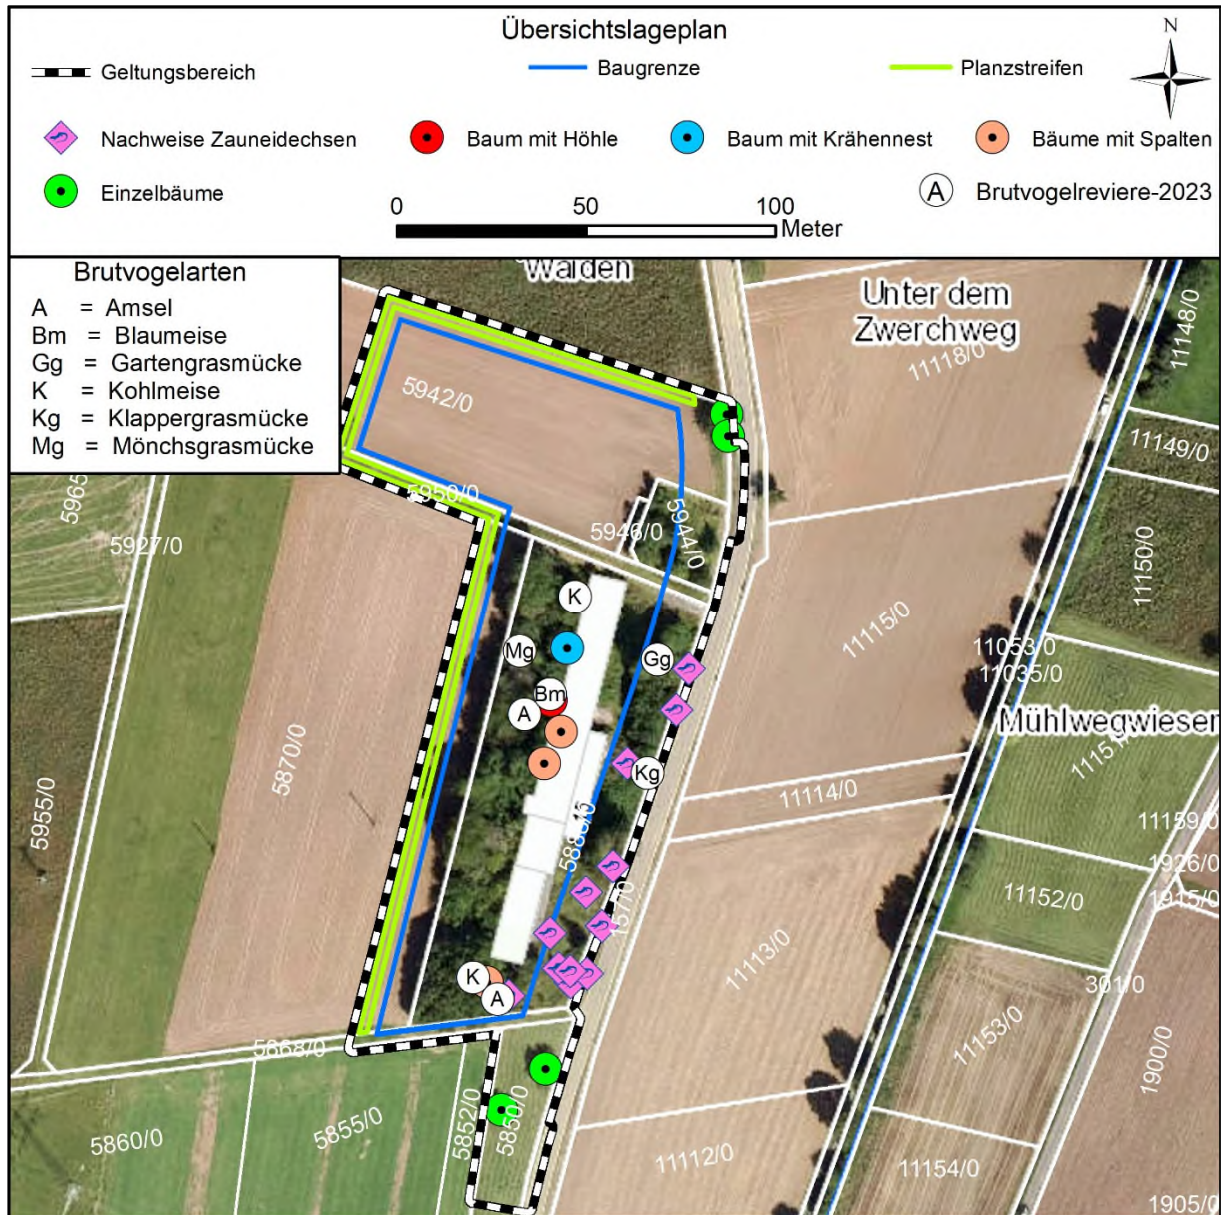 Übersichtslageplan
N
Geltungsbereich
Baugrenze
Planzstreifen
Nachweise Zauneidechsen
Baum mit Höhle
Baum mit Krähennest
Bäume mit Spalten
Einzelbäume
0 50 100
Meter
A Brutvogelreviere-2023
Brutvogelarten
A = Amsel
Bm = Blaumeise
Gg = Gartengrasmücke
K = Kohlmeise
Kg = Klappergrasmücke
Mg = Mönchsgrasmücke
Walden
Unter dem
Zwerchweg
11148/0
11118/0
5942/0
11149/0
5950/0
5927/0
5946/0
5944/0
11150/0
K
11115/0
11053/0
11035/0
Mg
Gg
Bm
A
Mühlwegwiesen
5870/0
Kg
11114/0
5955/0
11159/0
1926/0
1915/0
11152/0
11113/0
K
A
301/0
11153/0
5868/0
1900/0
5860/0
5855/0
5852/0
5850/0
11112/0
11154/0
1905/0